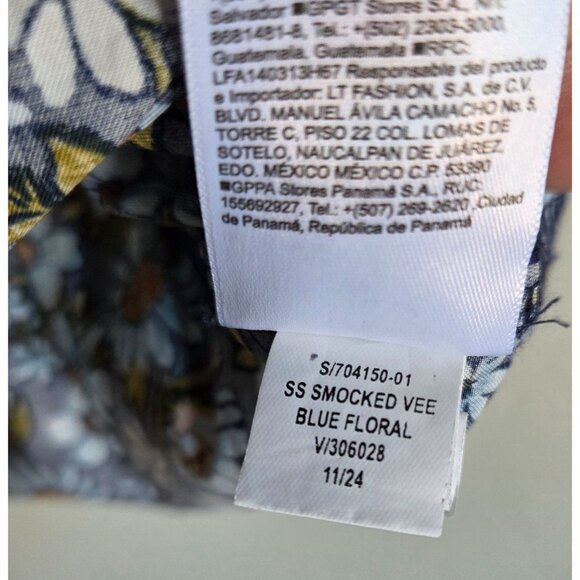 Salvador ■GPGT Stores S.A., NIT:
8681481-8, Tel.: +(502) 2305-3000,
Guatemala, Guatemala ■RFC:
LFA140313H67 Responsable del producto
e Importador: LT FASHION, S.A. de C.V.
BLVD. MANUEL ÁVILA CAMACHO No. 5,
TORRE C, PISO 22 COL. LOMAS DE
SOTELO, NAUCALPAN DE JUÁREZ,
EDO. MÉXICO MÉXICO C.P. 53390
■GPPA Stores Panamá S.A., RUC:
155692927, Tel.: +(507) 269-2620, Ciudad
de Panamá, República de Panamá
S/704150-01
SS SMOCKED VEE
BLUE FLORAL
V/306028
11/24